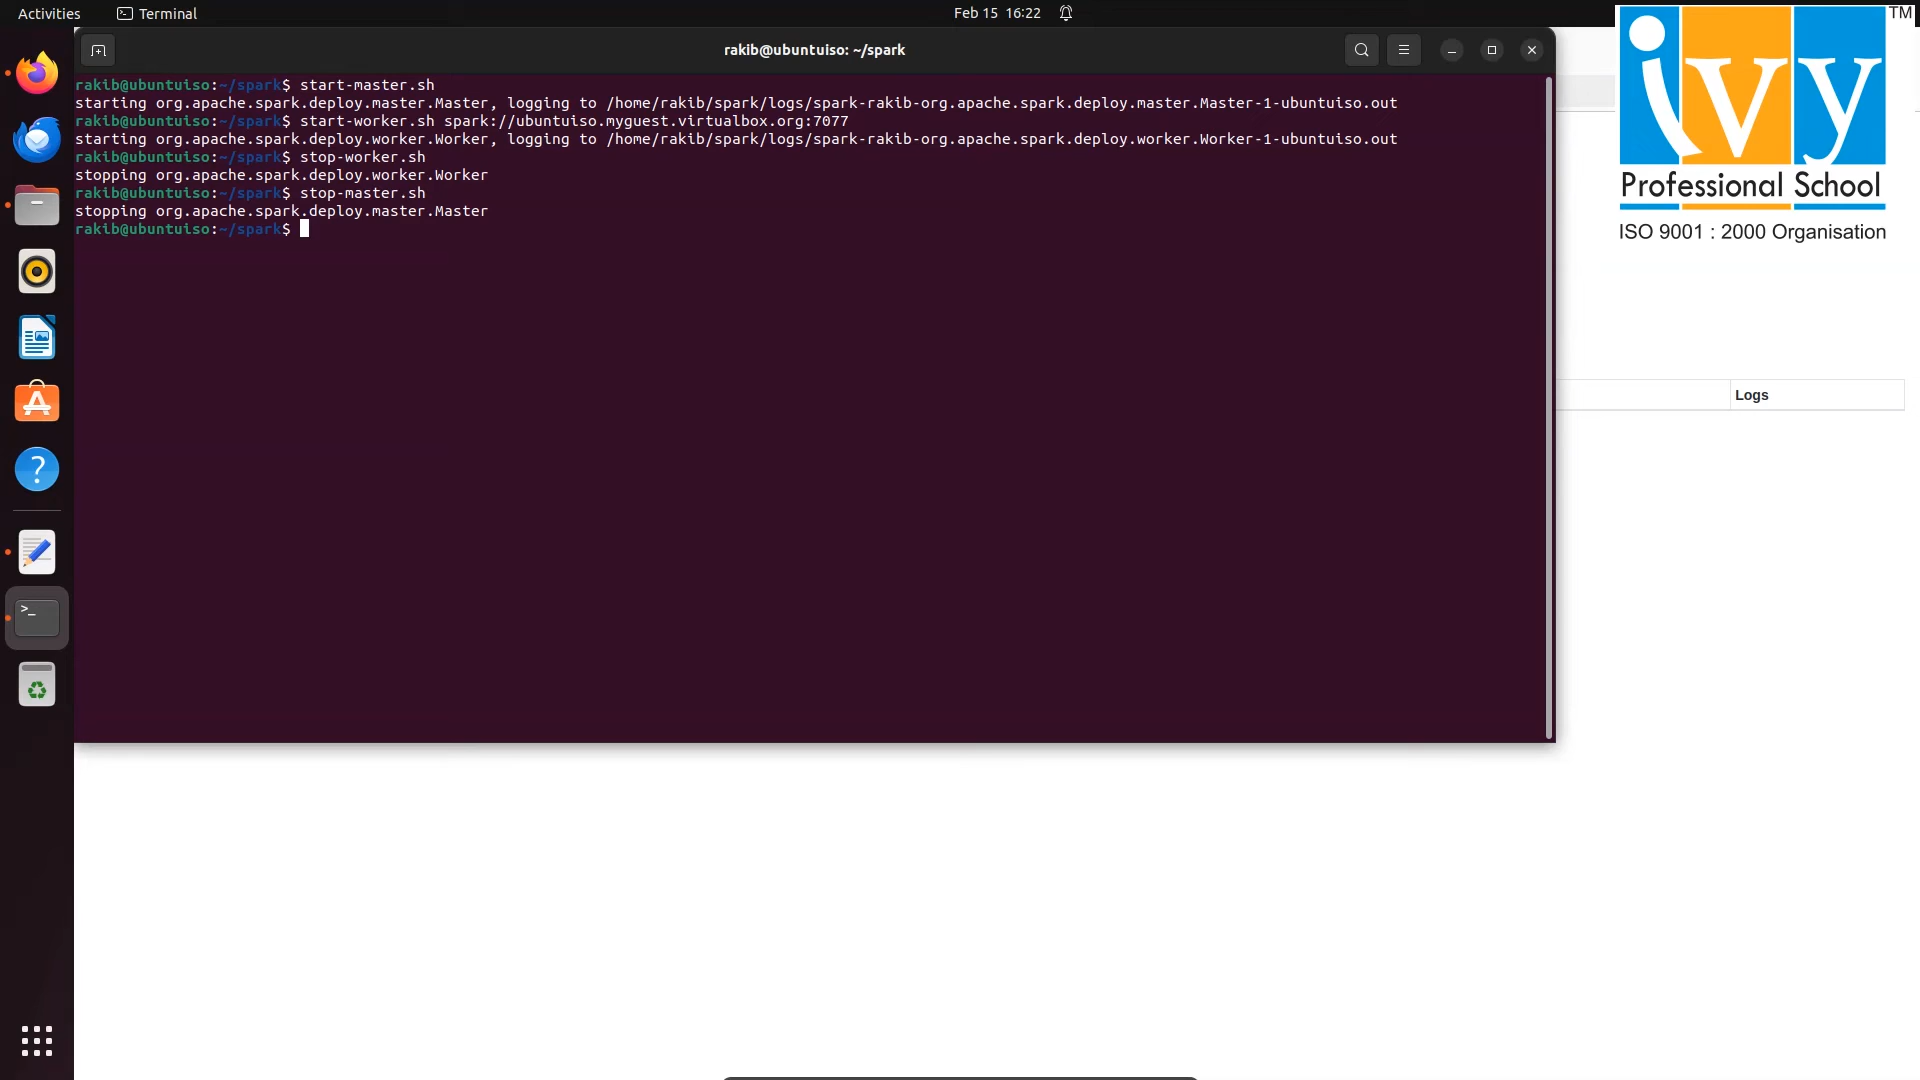 Activities
Terminal
Feb 15 16:22
rakib@ubuntuiso: ~/spark
rakib@ubuntuiso:~/spark$ start-master.sh
starting org.apache.spark.deploy.master.Master, logging to /home/rakib/spark/logs/spark-rakib-org.apache.spark.deploy.master.Master-1-ubuntuiso.out
rakib@ubuntuiso:~/spark$ start-worker.sh spark://ubuntuiso.myguest.virtualbox.org:7077
starting org.apache.spark.deploy.worker.Worker, logging to /home/rakib/spark/logs/spark-rakib-org.apache.spark.deploy.worker.Worker-1-ubuntuiso.out
rakib@ubuntuiso:~/spark$ stop-worker.sh
stopping org.apache.spark.deploy.worker.Worker
rakib@ubuntuiso:~/spark$ stop-master.sh
stopping org.apache.spark.deploy.master.Master
rakib@ubuntuiso:~/spark$
ivy
TM
Professional School
ISO 9001 : 2000 Organisation
Logs